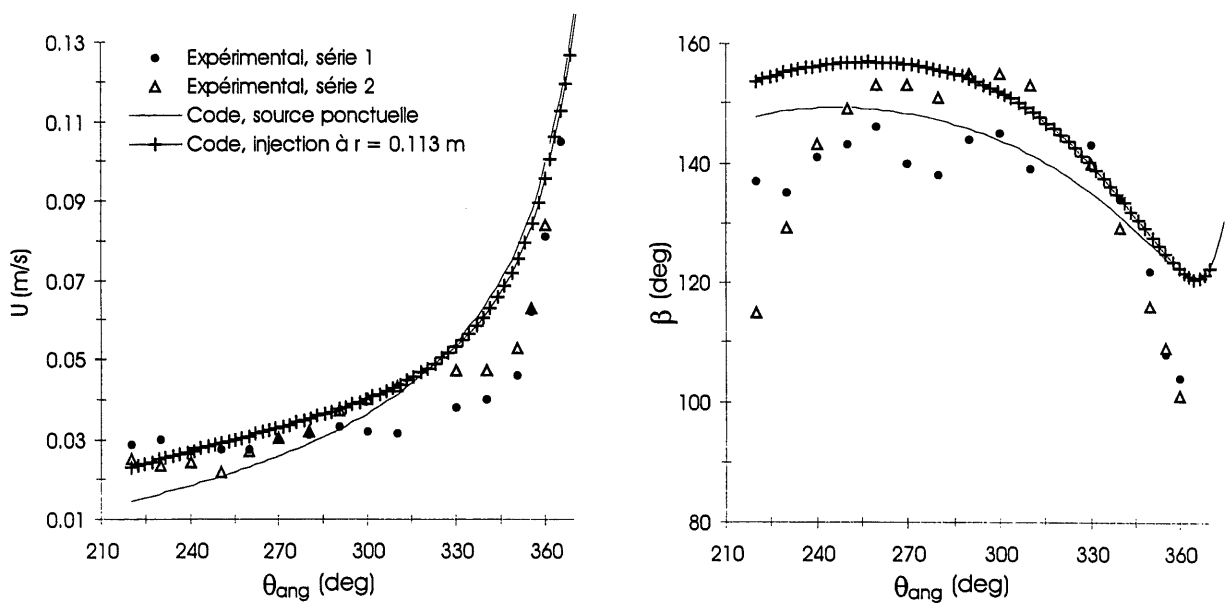 0.13
0.11
0.09
0.07
0.05
0.03
0.01
U (m/s)
Expérimental, série 1
Expérimental, série 2
Code, source ponctuelle
Code, injection à r = 0.113 m
210 240 270 300 330 360
θang (deg)
160
140
120
100
80
β (deg)
210 240 270 300 330 360
θang (deg)